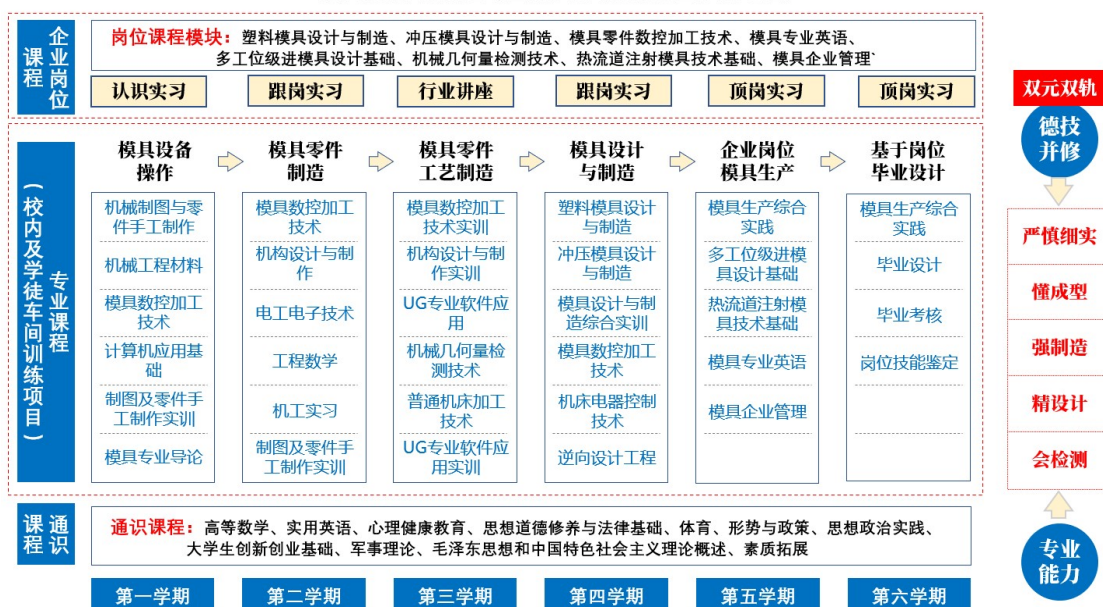 企业岗位
课程
岗位课程模块：塑料模具设计与制造、冲压模具设计与制造、模具零件数控加工技术、模具专业英语、
多工位级进模具设计基础、机械几何量检测技术、热流道注射模具技术基础、模具企业管理`
认识实习
跟岗实习
行业讲座
跟岗实习
顶岗实习
顶岗实习
专业课程
（校内及学徒车间训练项目）
模具设备
操作
机械制图与零
件手工制作
机械工程材料
模具数控加工
技术
计算机应用基
础
制图及零件手
工制作实训
模具专业导论
模具零件
制造
模具数控加工
技术
机构设计与制
作
电工电子技术
工程数学
机工实习
制图及零件手
工制作实训
模具零件
工艺制造
模具数控加工
技术实训
机构设计与制
作实训
UG专业软件应
用
机械几何量检
测技术
普通机床加工
技术
UG专业软件应
用实训
模具设计
与制造
塑料模具设计
与制造
冲压模具设计
与制造
模具设计与制
造综合实训
模具数控加工
技术
机床电器控制
技术
逆向设计工程
企业岗位
模具生产
模具生产综合
实践
多工位级进模
具设计基础
热流道注射模
具技术基础
模具专业英语
模具企业管理
基于岗位
毕业设计
模具生产综合
实践
毕业设计
毕业考核
岗位技能鉴定
通识
课程
通识课程：高等数学、实用英语、心理健康教育、思想道德修养与法律基础、体育、形势与政策、思想政治实践、
大学生创新创业基础、军事理论、毛泽东思想和中国特色社会主义理论概述、素质拓展
第一学期
第二学期
第三学期
第四学期
第五学期
第六学期
双元双轨
德技
并修
严慎细实
懂成型
强制造
精设计
会检测
专业
能力